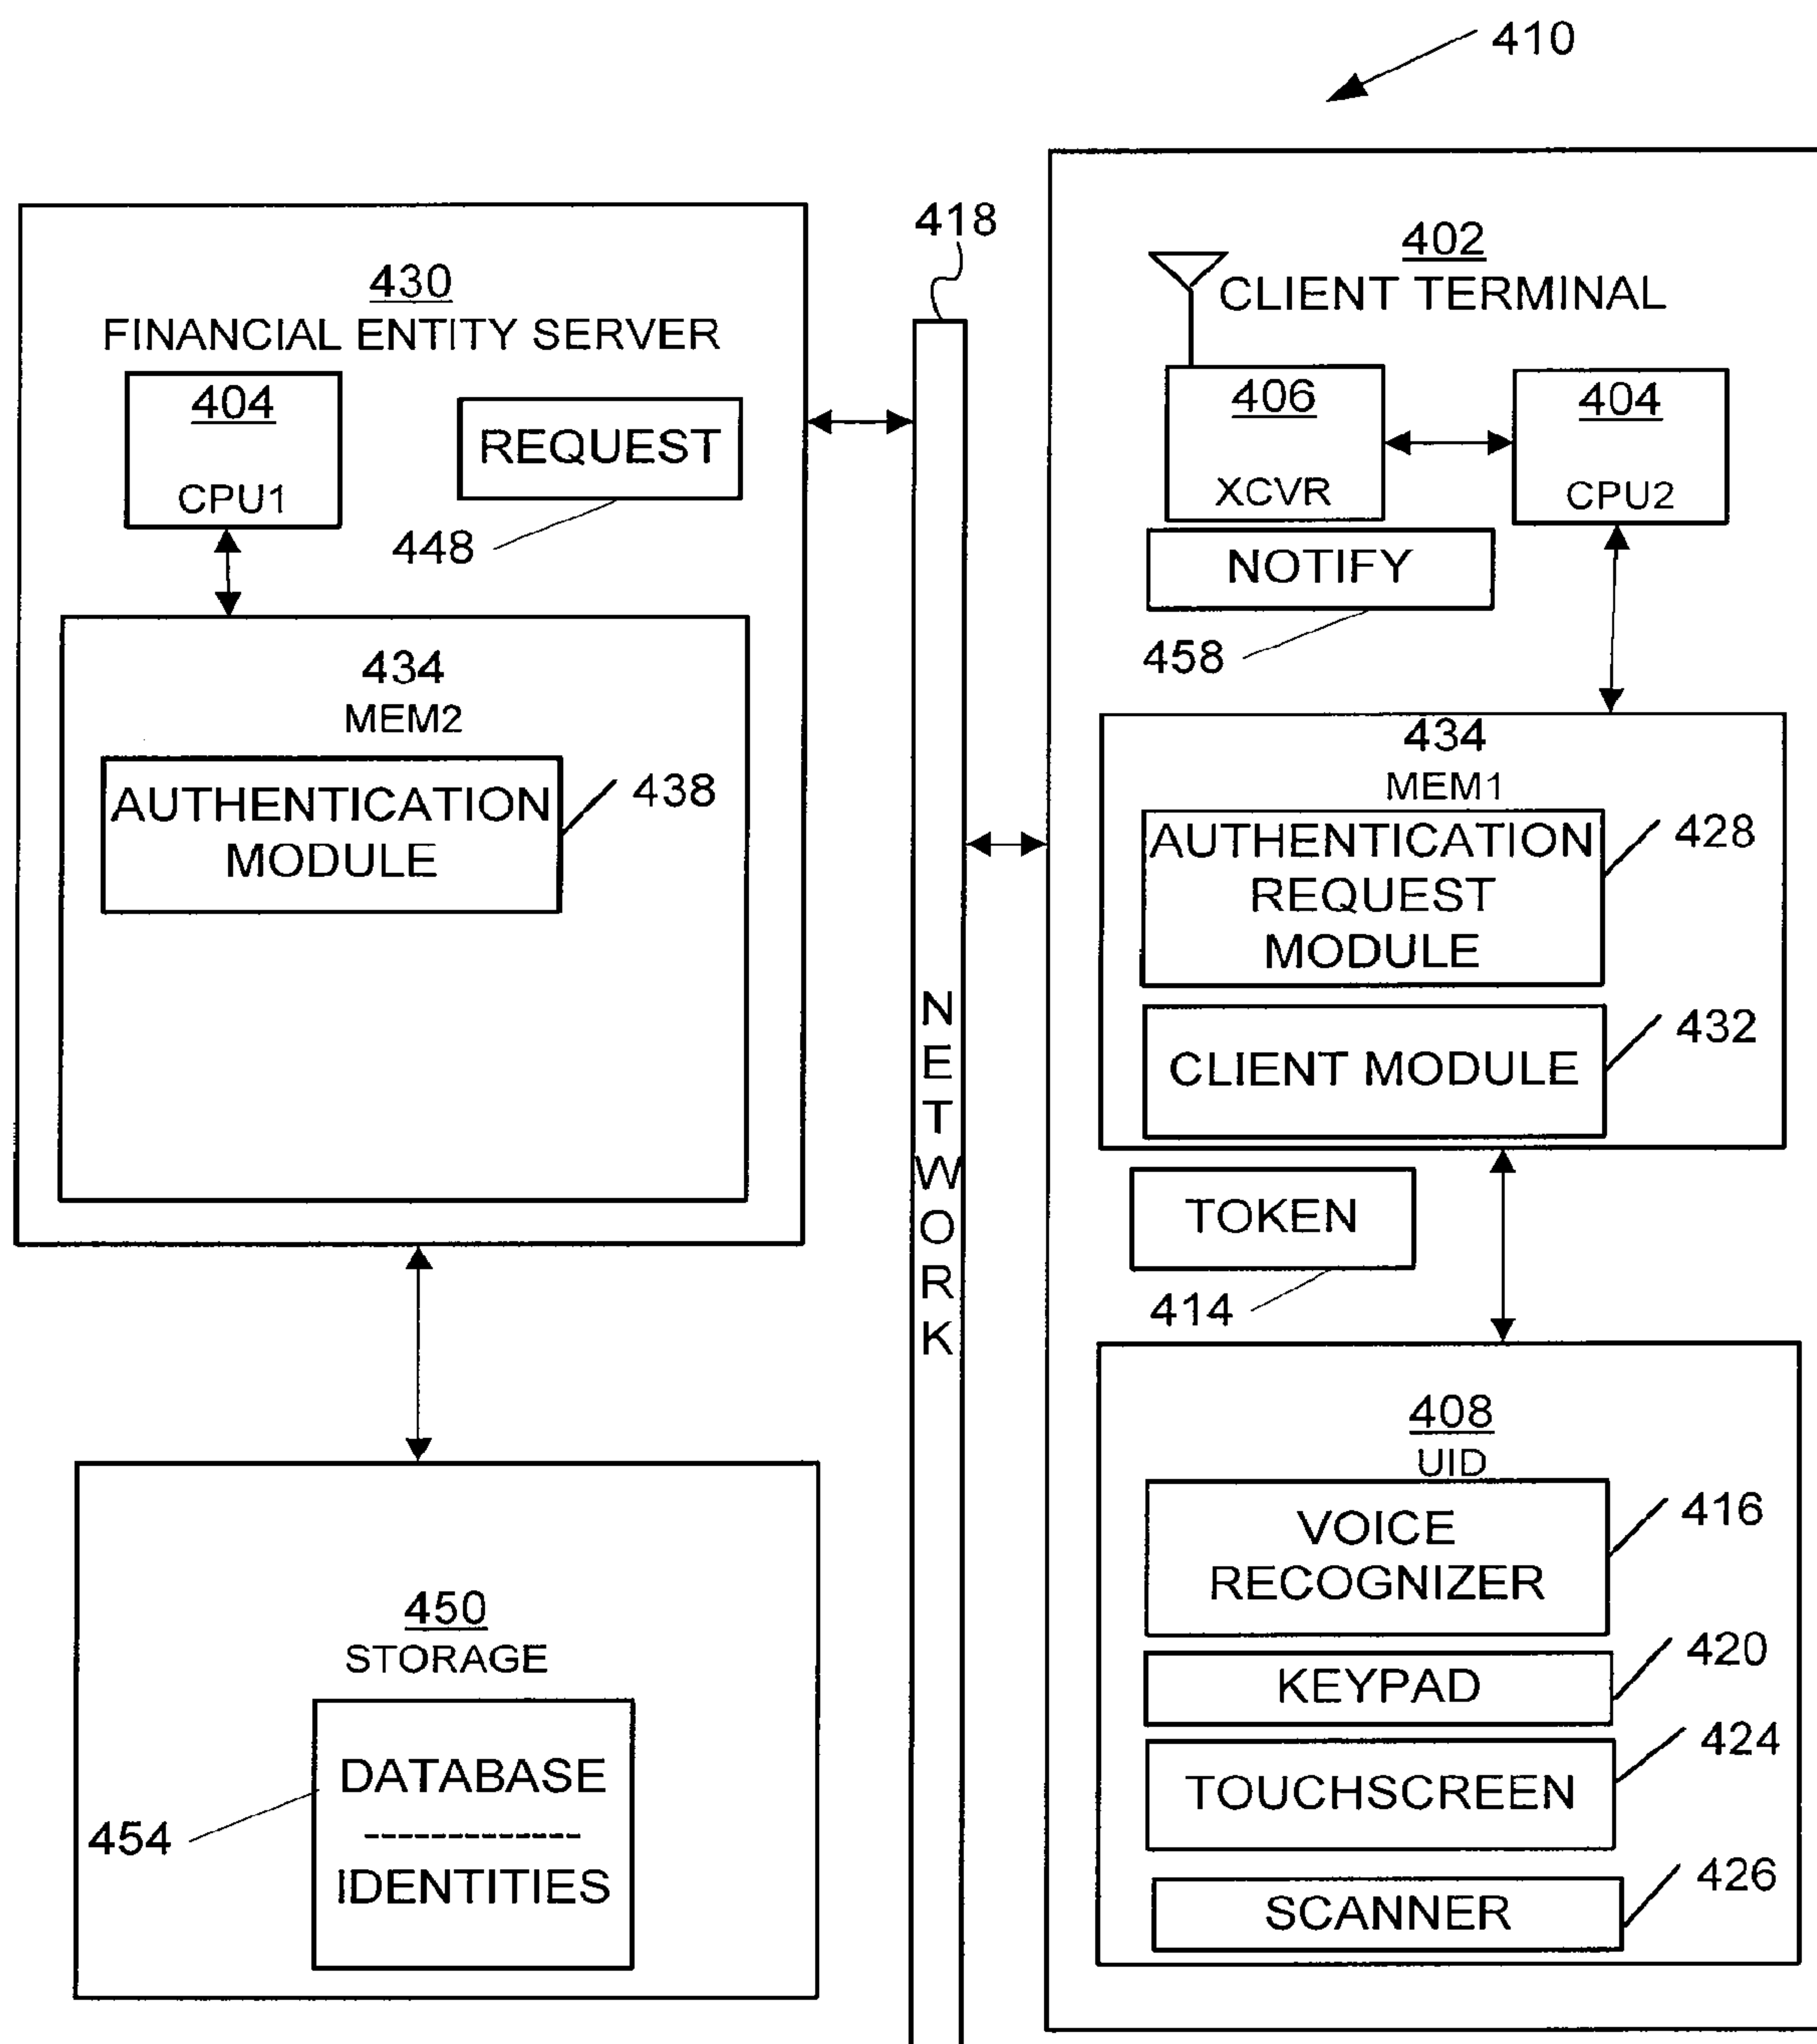 410
430
FINANCIAL ENTITY SERVER
404
CPU1
REQUEST
448
434
MEM2
AUTHENTICATION
MODULE
438
450
STORAGE
DATABASE
IDENTITIES
454
418
NETWORK
402
CLIENT TERMINAL
406
XCVR
404
CPU2
NOTIFY
458
434
MEM1
AUTHENTICATION
REQUEST
MODULE
428
CLIENT MODULE
432
TOKEN
414
408
UID
VOICE
RECOGNIZER
416
KEYPAD
420
TOUCHSCREEN
424
SCANNER
426